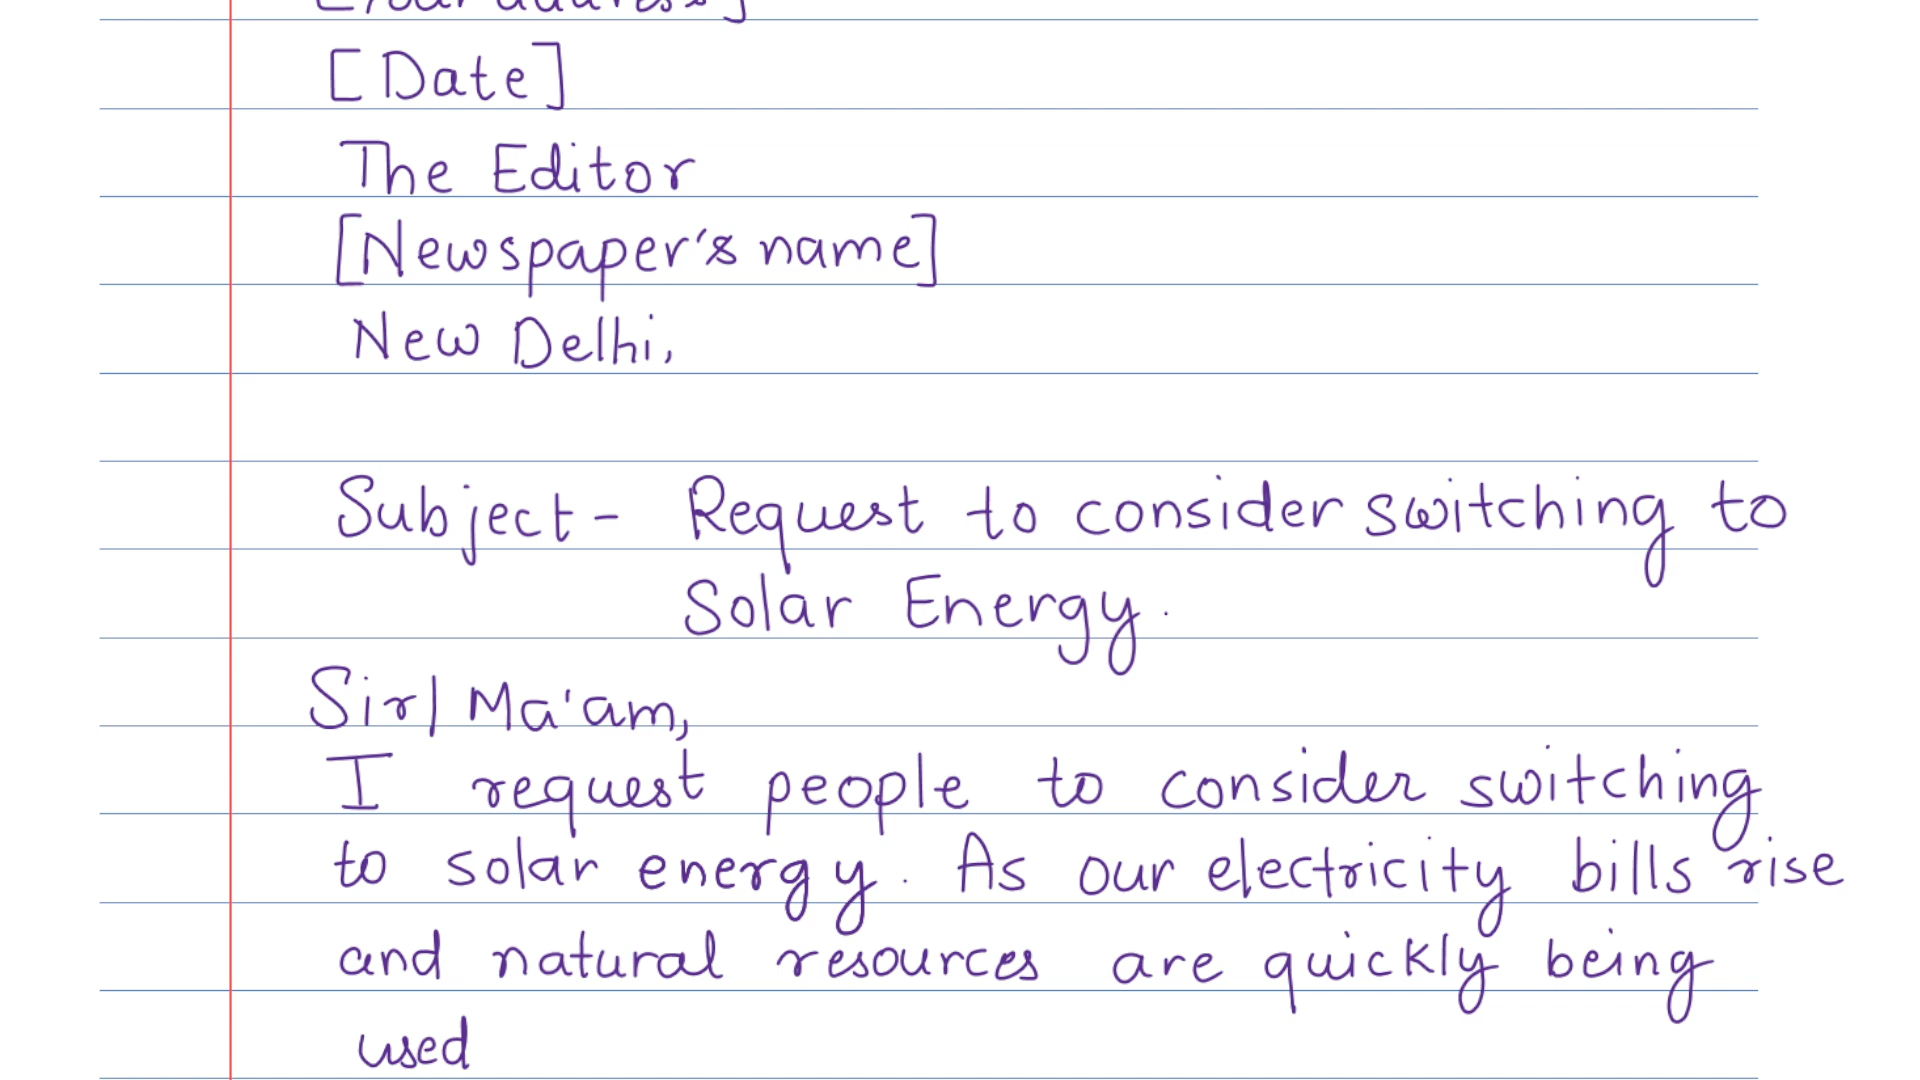 [Your address]
[Date]
The Editor
[Newspaper's name]
New Delhi,
Subject - Request to consider switching to
Solar Energy.
Sir/ Ma'am,
I request people to consider switching
to solar energy. As our electricity bills rise
and natural resources are quickly being
used